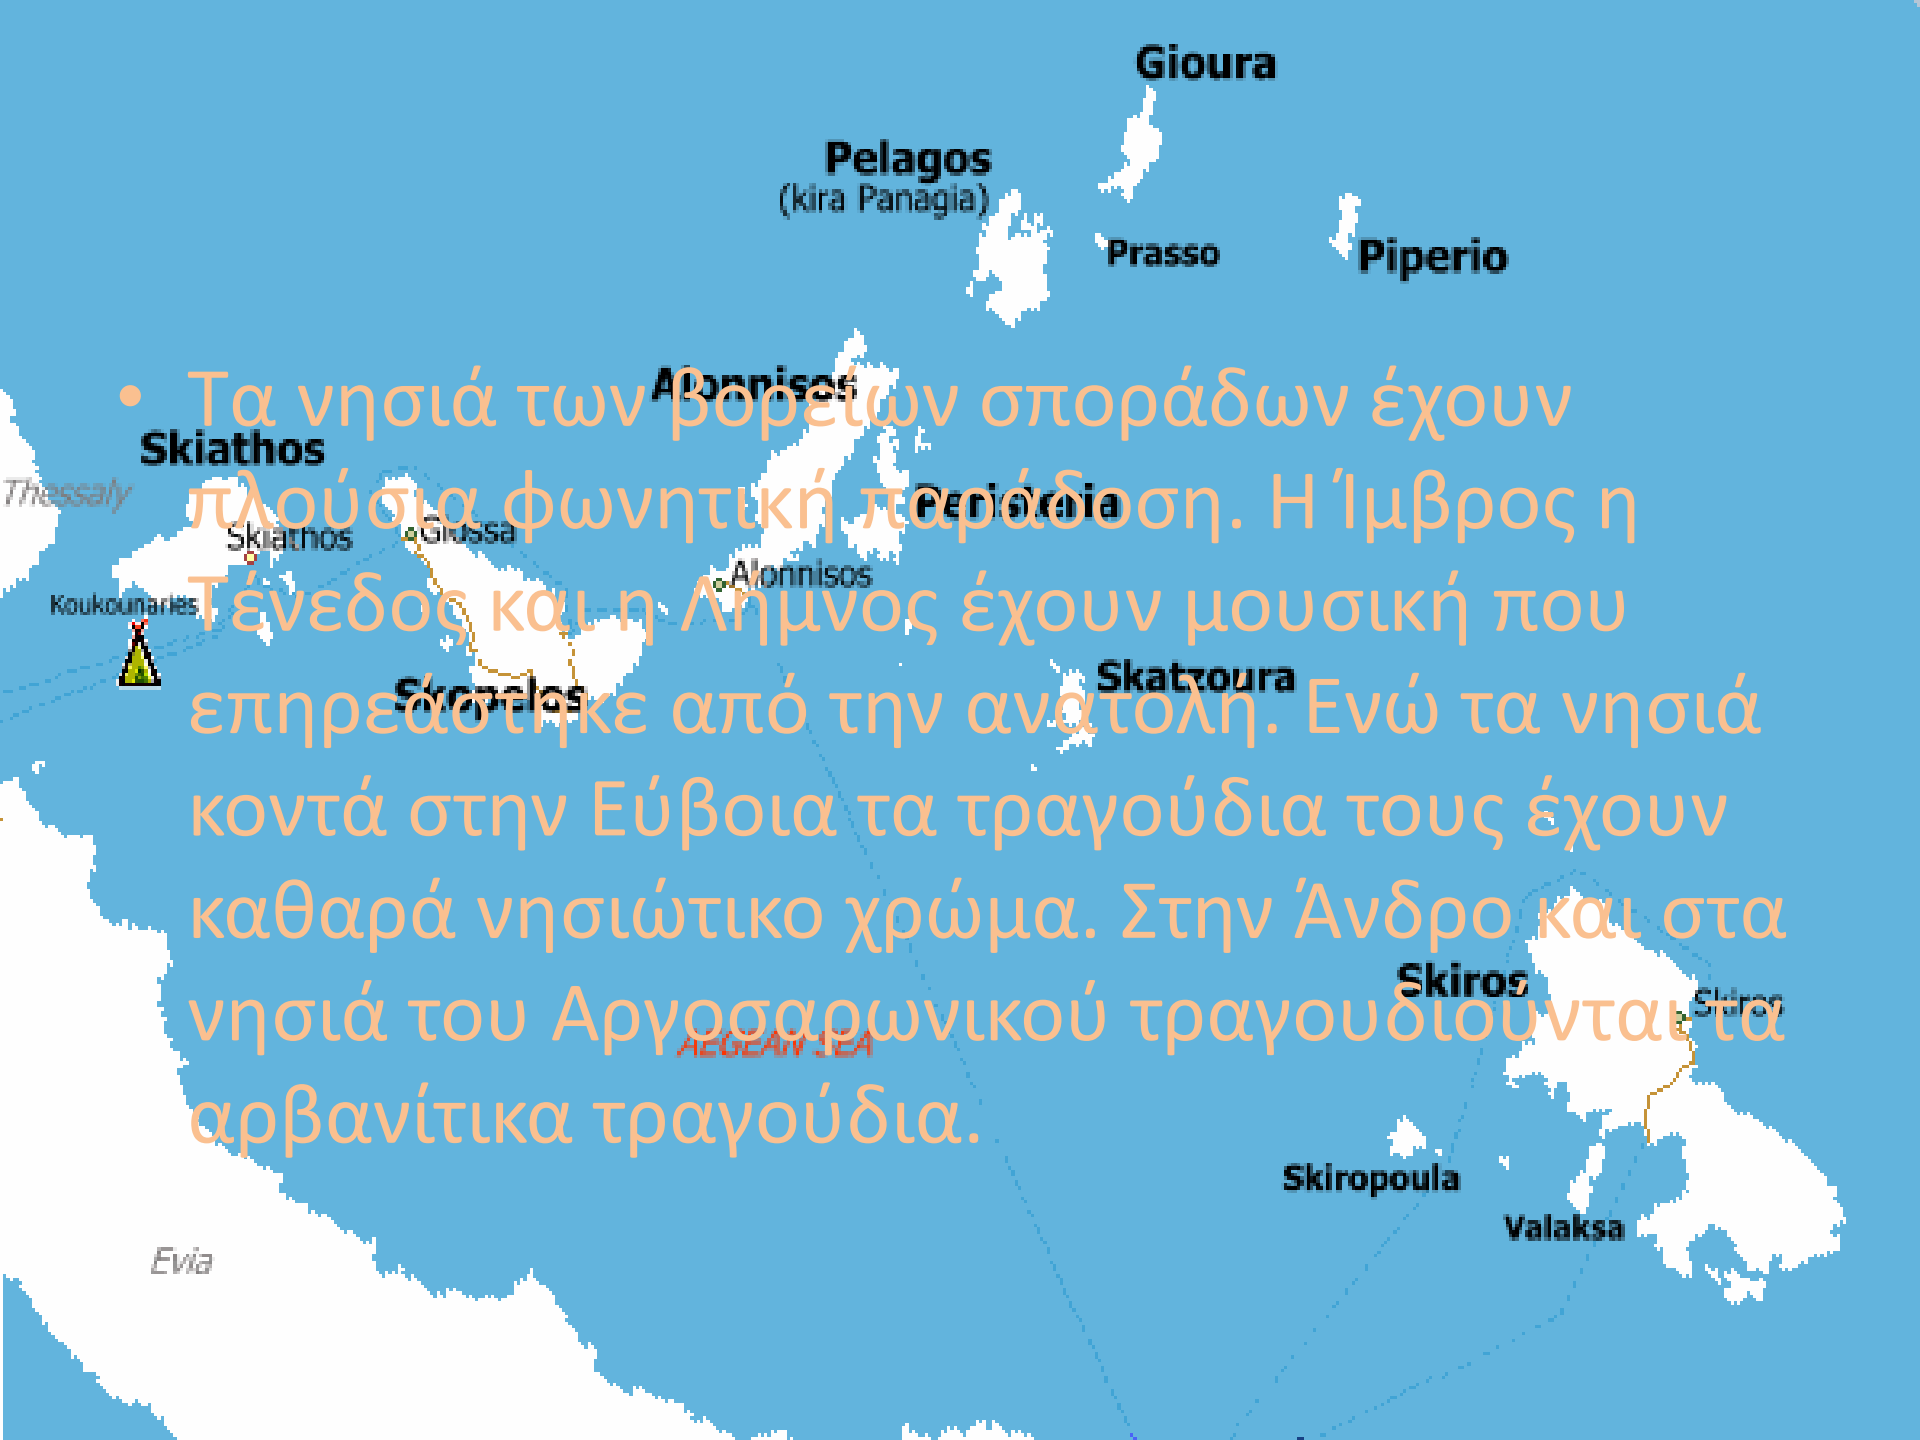 Gioura
Pelagos
(kira Panagia)
Prasso
Piperio
Alonnisos
• Τα νησιά των βορείων σποράδων έχουν
Skiathos
Thessaly
πλούσια φωνητική παράδοση. Η Ίμβρος η
Peristeria
Skiathos
Glossa
Alonnisos
Koukounaries
Τένεδος και η Λήμνος έχουν μουσική που
Skatzoura
Skopelos
επηρεάστηκε από την ανατολή. Ενώ τα νησιά
κοντά στην Εύβοια τα τραγούδια τους έχουν
καθαρά νησιώτικο χρώμα. Στην Άνδρο και στα
Skiros
Skiros
νησιά του Αργοσαρωνικού τραγουδιούνται τα
AEGEAN SEA
αρβανίτικα τραγούδια.
Skiropoula
Valaksa
Evia